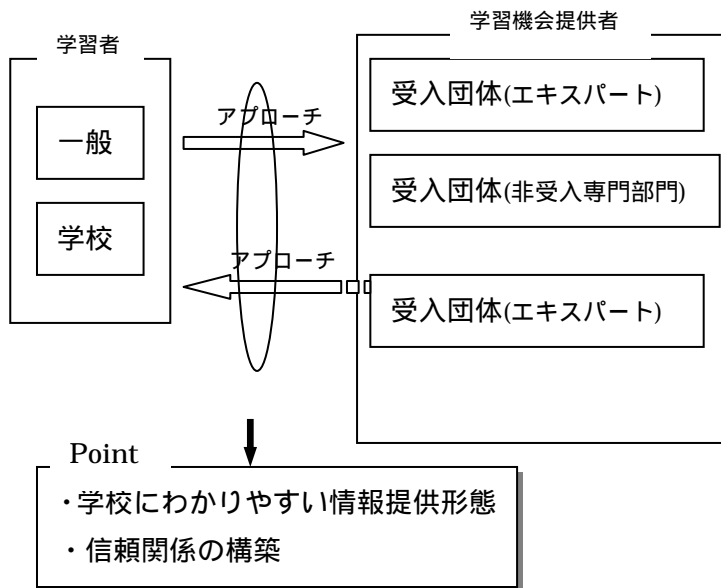 学習者
一般
学校
アプローチ
アプローチ
学習機会提供者
受入団体(エキスパート)
受入団体(非受入専門部門)
受入団体(エキスパート)
Point
・学校にわかりやすい情報提供形態
・信頼関係の構築